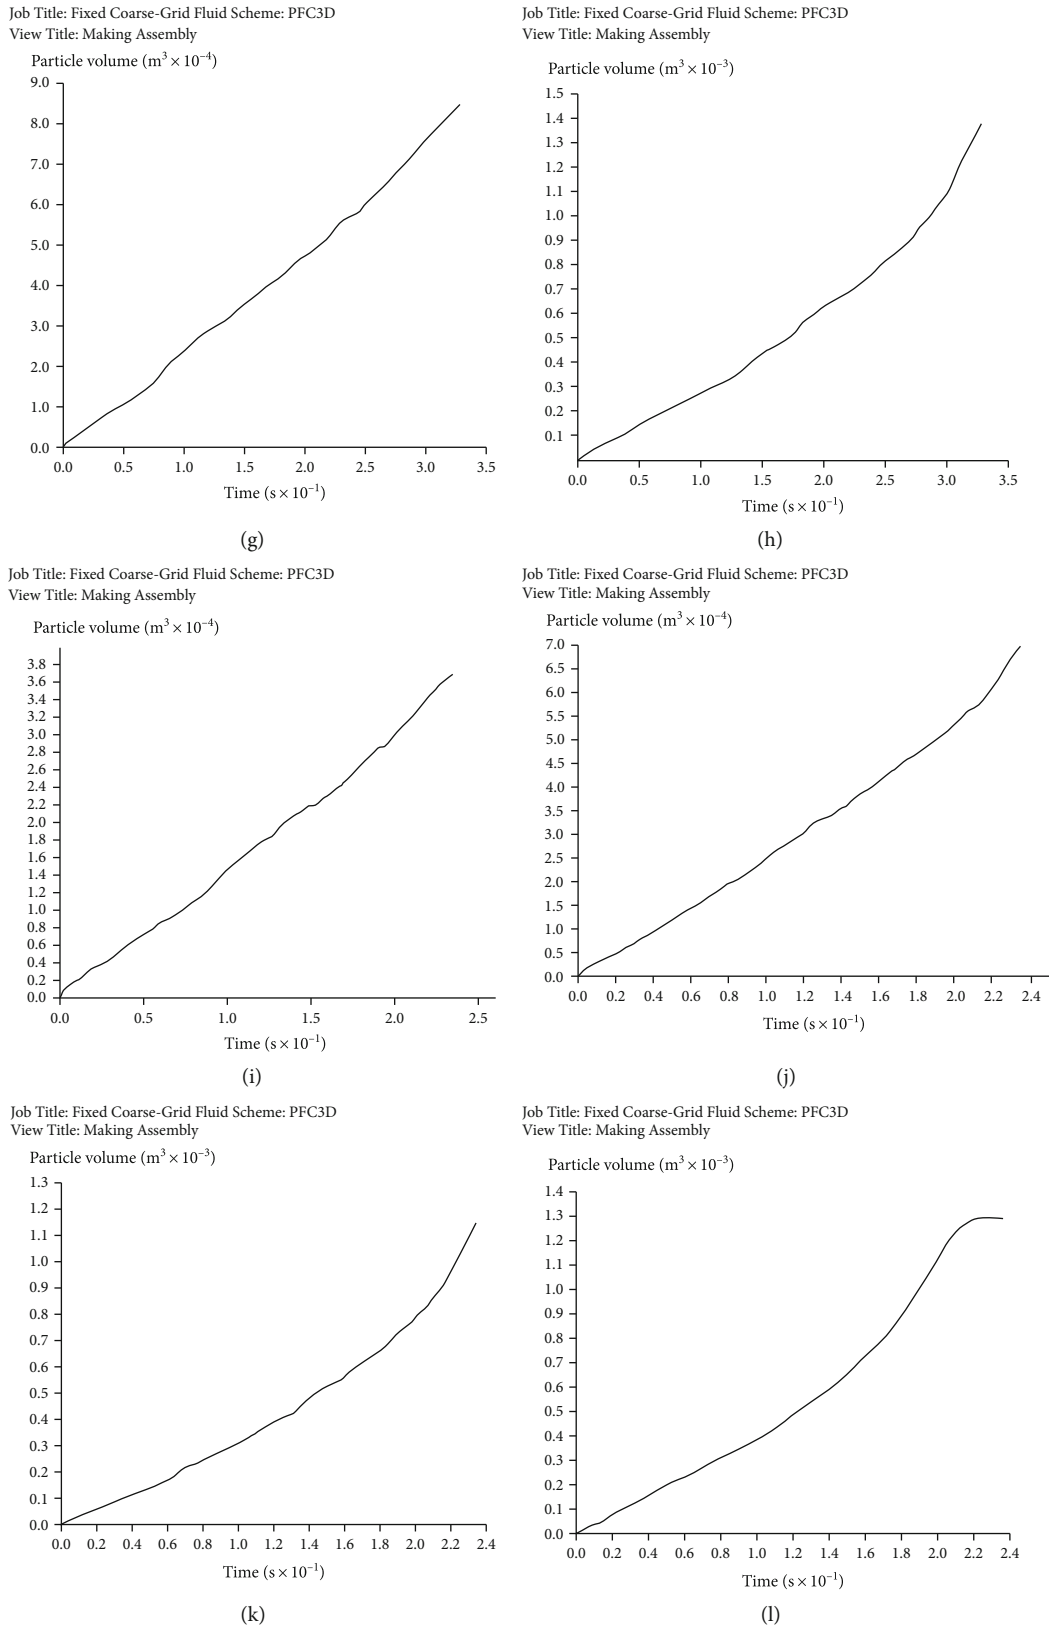 Job Title: Fixed Coarse-Grid Fluid Scheme: PFC3D
View Title: Making Assembly
Particle volume (m³ × 10⁻⁴)
9.0
8.0
7.0
6.0
5.0
4.0
3.0
2.0
1.0
0.0
0.0 0.5 1.0 1.5 2.0 2.5 3.0 3.5
Time (s × 10⁻¹)
(g)
Job Title: Fixed Coarse-Grid Fluid Scheme: PFC3D
View Title: Making Assembly
Particle volume (m³ × 10⁻³)
1.5
1.4
1.3
1.2
1.1
1.0
0.9
0.8
0.7
0.6
0.5
0.4
0.3
0.2
0.1
0.0 0.5 1.0 1.5 2.0 2.5 3.0 3.5
Time (s × 10⁻¹)
(h)
Job Title: Fixed Coarse-Grid Fluid Scheme: PFC3D
View Title: Making Assembly
Particle volume (m³ × 10⁻⁴)
3.8
3.6
3.4
3.2
3.0
2.8
2.6
2.4
2.2
2.0
1.8
1.6
1.4
1.2
1.0
0.8
0.6
0.4
0.2
0.0
0.0 0.5 1.0 1.5 2.0 2.5
Time (s × 10⁻¹)
(i)
Job Title: Fixed Coarse-Grid Fluid Scheme: PFC3D
View Title: Making Assembly
Particle volume (m³ × 10⁻⁴)
7.0
6.5
6.0
5.5
5.0
4.5
4.0
3.5
3.0
2.5
2.0
1.5
1.0
0.5
0.0
0.0 0.2 0.4 0.6 0.8 1.0 1.2 1.4 1.6 1.8 2.0 2.2 2.4
Time (s × 10⁻¹)
(j)
Job Title: Fixed Coarse-Grid Fluid Scheme: PFC3D
View Title: Making Assembly
Particle volume (m³ × 10⁻³)
1.3
1.2
1.1
1.0
0.9
0.8
0.7
0.6
0.5
0.4
0.3
0.2
0.1
0.0
0.0 0.2 0.4 0.6 0.8 1.0 1.2 1.4 1.6 1.8 2.0 2.2 2.4
Time (s × 10⁻¹)
(k)
Job Title: Fixed Coarse-Grid Fluid Scheme: PFC3D
View Title: Making Assembly
Particle volume (m³ × 10⁻³)
1.4
1.3
1.2
1.1
1.0
0.9
0.8
0.7
0.6
0.5
0.4
0.3
0.2
0.1
0.0
0.0 0.2 0.4 0.6 0.8 1.0 1.2 1.4 1.6 1.8 2.0 2.2 2.4
Time (s × 10⁻¹)
(l)